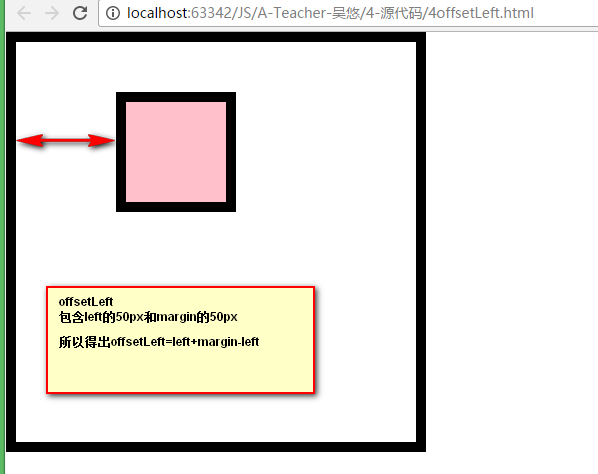 localhost:63342/JS/A-Teacher-吴悠/4-源代码/4offsetLeft.html
offsetLeft
包含left的50px和margin的50px
所以得出offsetLeft=left+margin-left